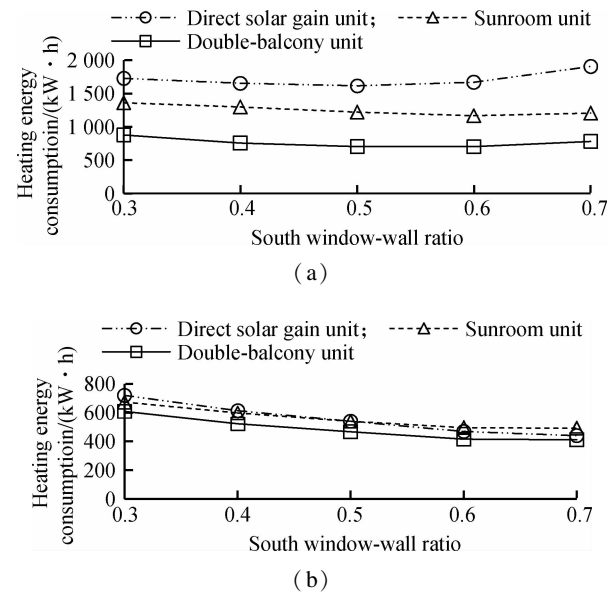 Direct solar gain unit; Sunroom unit
Double-balcony unit
Heating energy
consumptioin/(kW·h)
2 000
1 500
1 000
500
0
0.3 0.4 0.5 0.6 0.7
South window-wall ratio
(a)
Direct solar gain unit; Sunroom unit
Double-balcony unit
Heating energy
consumptioin/(kW·h)
800
600
400
200
0
0.3 0.4 0.5 0.6 0.7
South window-wall ratio
(b)